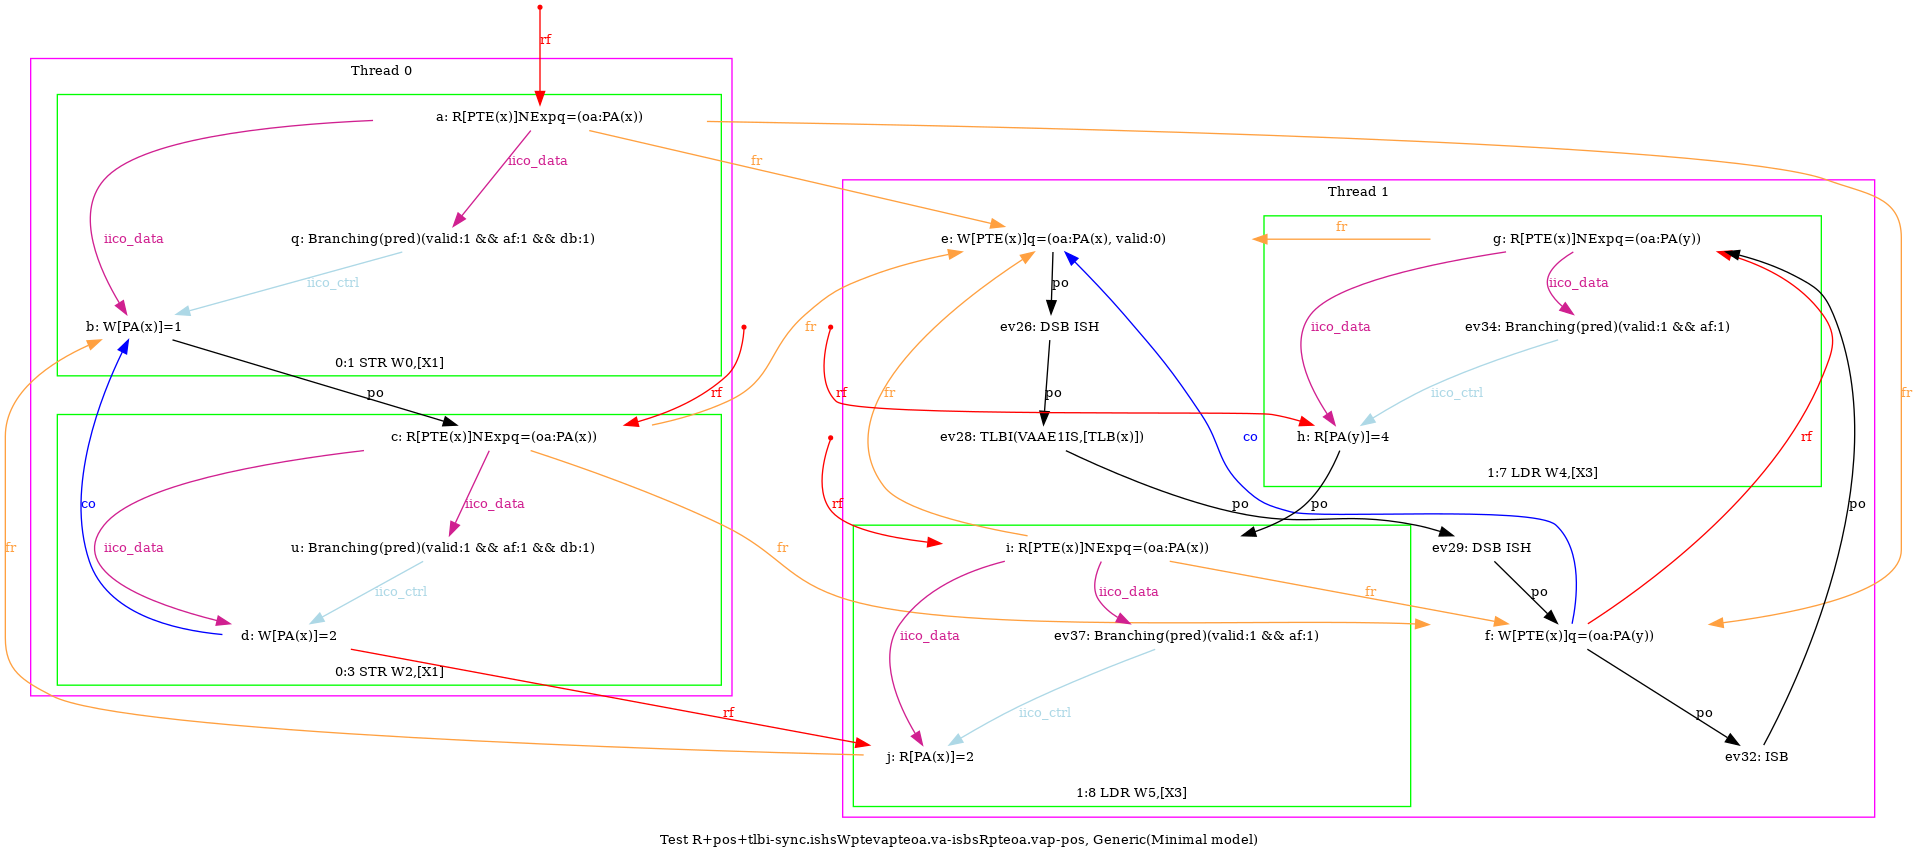 rf
Thread 0
a: R[PTE(x)]NExpq=(oa:PA(x))
iico_data
fr
Thread 1
iico_data
q: Branching(pred)(valid:1 && af:1 && db:1)
e: W[PTE(x)]q=(oa:PA(x), valid:0)
fr
g: R[PTE(x)]NExpq=(oa:PA(y))
iico_ctrl
po
iico_data
b: W[PA(x)]=1
fr
ev26: DSB ISH
iico_data
ev34: Branching(pred)(valid:1 && af:1)
0:1 STR W0,[X1]
po
rf
rf
fr
po
iico_ctrl
fr
c: R[PTE(x)]NExpq=(oa:PA(x))
ev28: TLBI(VAAE1IS,[TLB(x)])
co
h: R[PA(y)]=4
rf
1:7 LDR W4,[X3]
co
iico_data
rf
po
po
po
fr
iico_data
u: Branching(pred)(valid:1 && af:1 && db:1)
fr
i: R[PTE(x)]NExpq=(oa:PA(x))
ev29: DSB ISH
iico_ctrl
iico_data
fr
po
d: W[PA(x)]=2
iico_data
ev37: Branching(pred)(valid:1 && af:1)
f: W[PTE(x)]q=(oa:PA(y))
0:3 STR W2,[X1]
rf
iico_ctrl
po
j: R[PA(x)]=2
ev32: ISB
1:8 LDR W5,[X3]
Test R+pos+tlbi-sync.ishsWptevapteoa.va-isbsRpteoa.vap-pos, Generic(Minimal model)